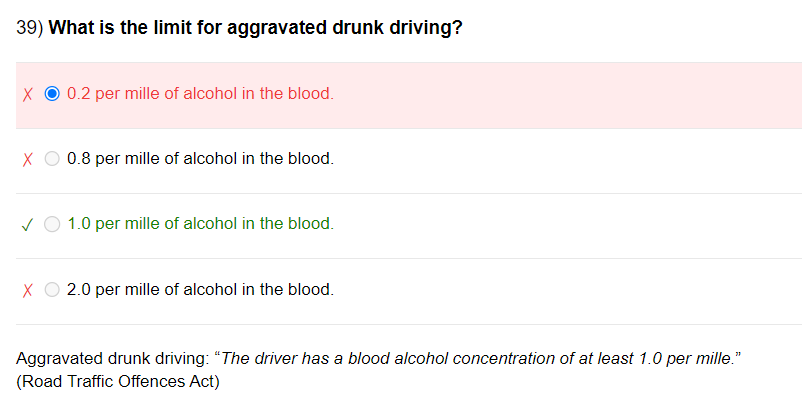 39) What is the limit for aggravated drunk driving?
X 0.2 per mille of alcohol in the blood.
X 0.8 per mille of alcohol in the blood.
✓ 1.0 per mille of alcohol in the blood.
X 2.0 per mille of alcohol in the blood.
Aggravated drunk driving: “The driver has a blood alcohol concentration of at least 1.0 per mille.”
(Road Traffic Offences Act)